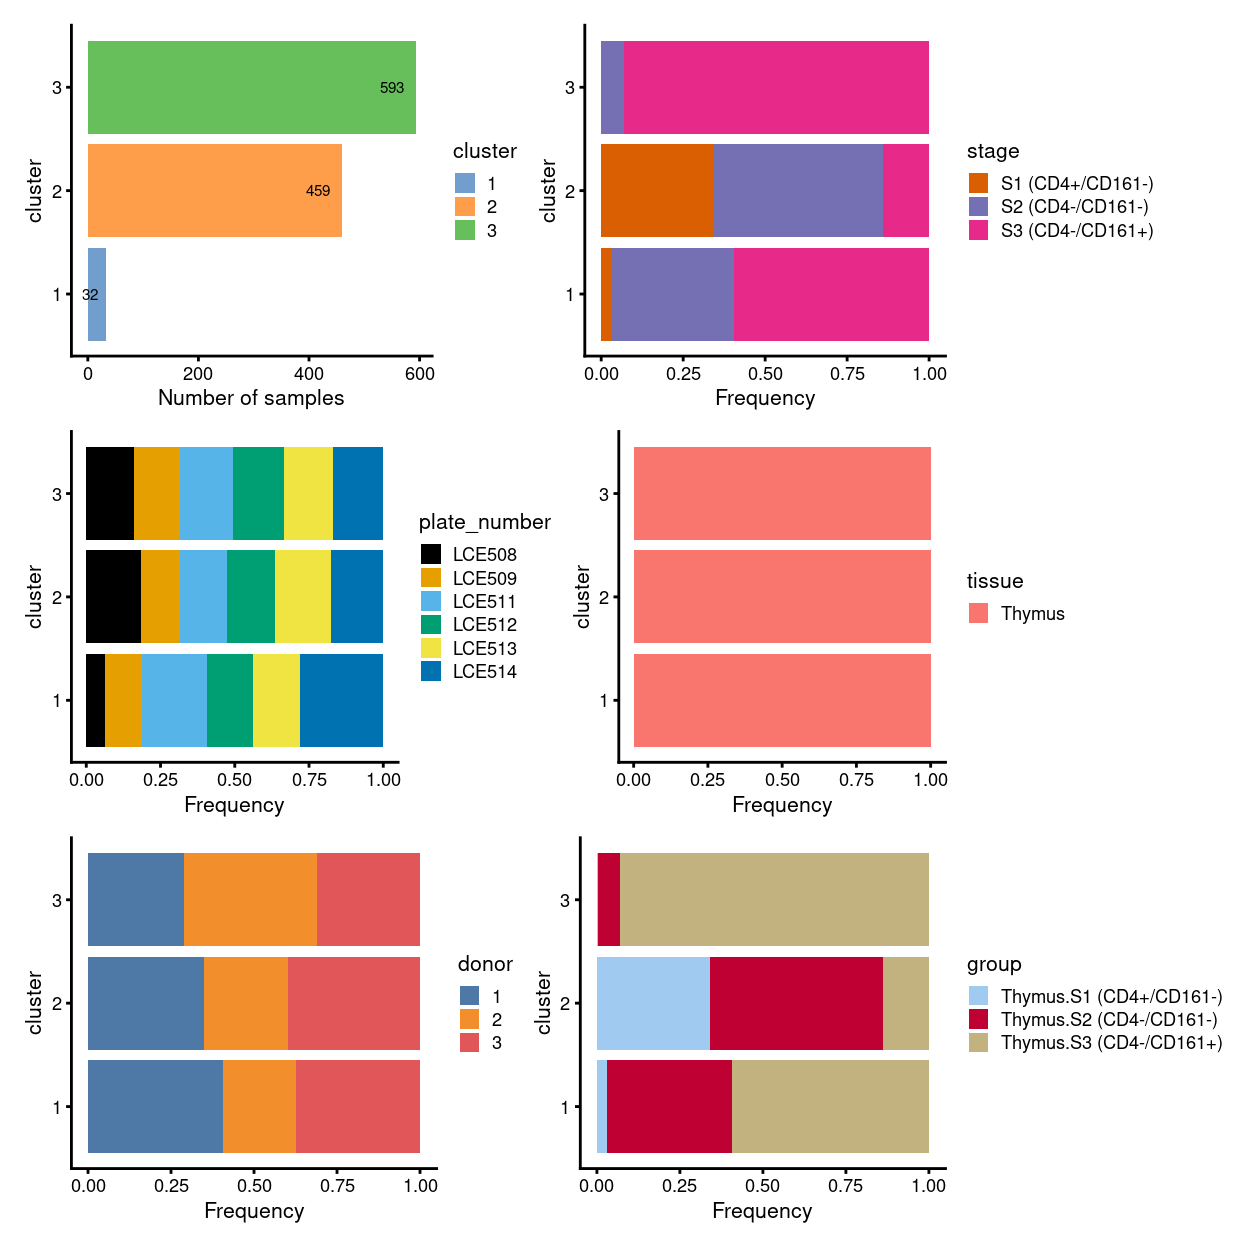 cluster
3
2
1
593
459
32
0 200 400 600
Number of samples
cluster
1
2
3
cluster
3
2
1
0.00 0.25 0.50 0.75 1.00
Frequency
stage
S1 (CD4+/CD161-)
S2 (CD4-/CD161-)
S3 (CD4-/CD161+)
cluster
3
2
1
0.00 0.25 0.50 0.75 1.00
Frequency
plate_number
LCE508
LCE509
LCE511
LCE512
LCE513
LCE514
cluster
3
2
1
0.00 0.25 0.50 0.75 1.00
Frequency
tissue
Thymus
cluster
3
2
1
0.00 0.25 0.50 0.75 1.00
Frequency
donor
1
2
3
cluster
3
2
1
0.00 0.25 0.50 0.75 1.00
Frequency
group
Thymus.S1 (CD4+/CD161-)
Thymus.S2 (CD4-/CD161-)
Thymus.S3 (CD4-/CD161+)